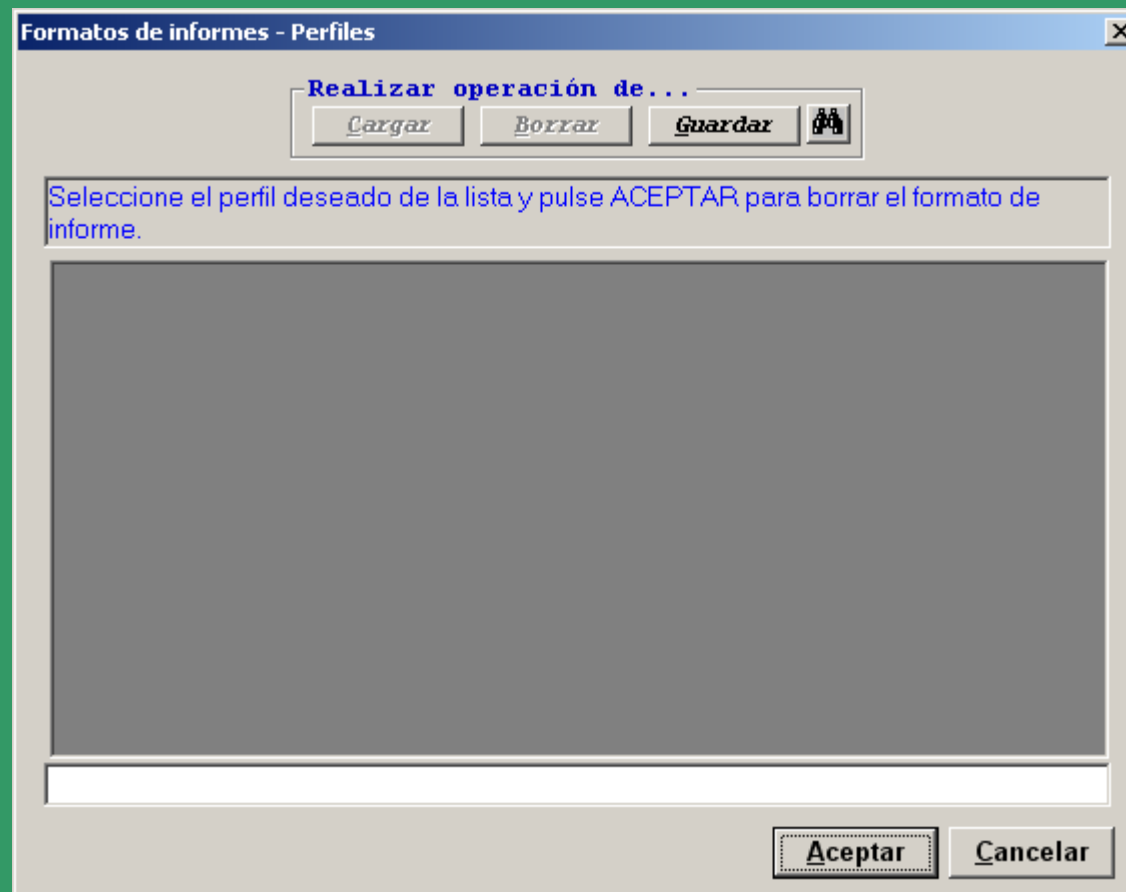 Formatos de informes - Perfiles
Realizar operación de...
Cargar Borrar Guardar
Seleccione el perfil deseado de la lista y pulse ACEPTAR para borrar el formato de
informe.
Aceptar Cancelar